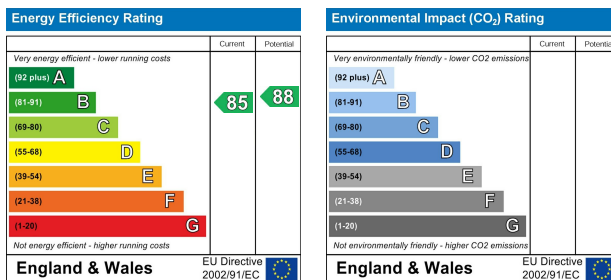 Energy Efficiency Rating
Current Potential
Very energy efficient - lower running costs
(92 plus) A
(81-91) B
(69-80) C
(55-68) D
(39-54) E
(21-38) F
(1-20) G
85
88
Not energy efficient - higher running costs
England & Wales
EU Directive
2002/91/EC
Environmental Impact (CO₂) Rating
Current Potential
Very environmentally friendly - lower CO2 emissions
(92 plus) A
(81-91) B
(69-80) C
(55-68) D
(39-54) E
(21-38) F
(1-20) G
Not environmentally friendly - higher CO2 emissions
England & Wales
EU Directive
2002/91/EC